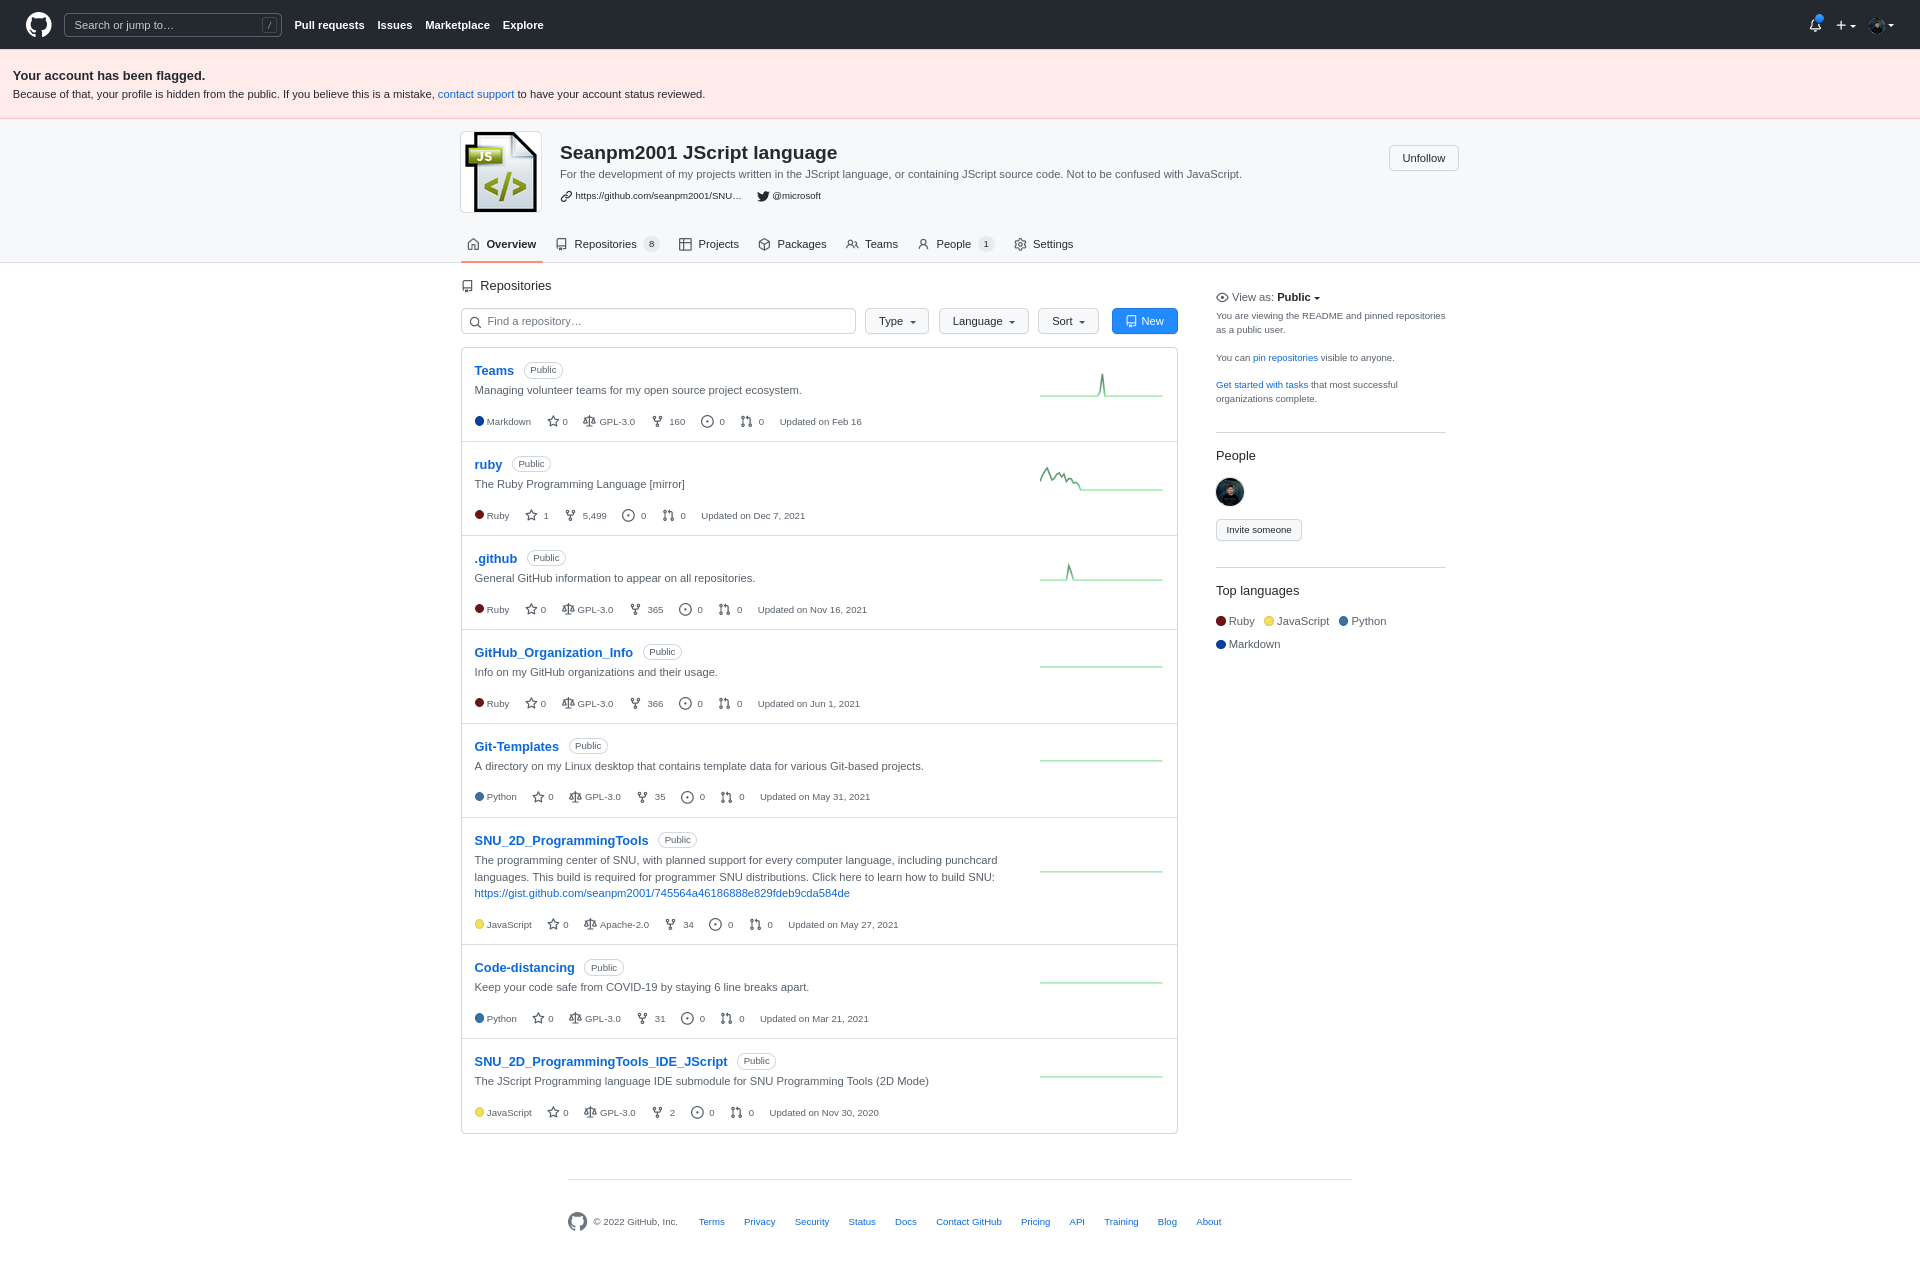 Search or jump to… /
Pull requests Issues Marketplace Explore
Your account has been flagged.
Because of that, your profile is hidden from the public. If you believe this is a mistake, contact support to have your account status reviewed.
JS
</>
Seanpm2001 JScript language
For the development of my projects written in the JScript language, or containing JScript source code. Not to be confused with JavaScript.
https://github.com/seanpm2001/SNU… @microsoft
Unfollow
Overview Repositories 8 Projects Packages Teams People 1 Settings
Repositories
Find a repository… Type Language Sort New
Teams Public
Managing volunteer teams for my open source project ecosystem.
Markdown 0 GPL-3.0 160 0 0 Updated on Feb 16
ruby Public
The Ruby Programming Language [mirror]
Ruby 1 5,499 0 0 Updated on Dec 7, 2021
.github Public
General GitHub information to appear on all repositories.
Ruby 0 GPL-3.0 365 0 0 Updated on Nov 16, 2021
GitHub_Organization_Info Public
Info on my GitHub organizations and their usage.
Ruby 0 GPL-3.0 366 0 0 Updated on Jun 1, 2021
Git-Templates Public
A directory on my Linux desktop that contains template data for various Git-based projects.
Python 0 GPL-3.0 35 0 0 Updated on May 31, 2021
SNU_2D_ProgrammingTools Public
The programming center of SNU, with planned support for every computer language, including punchcard
languages. This build is required for programmer SNU distributions. Click here to learn how to build SNU:
https://gist.github.com/seanpm2001/745564a46186888e829fdeb9cda584de
JavaScript 0 Apache-2.0 34 0 0 Updated on May 27, 2021
Code-distancing Public
Keep your code safe from COVID-19 by staying 6 line breaks apart.
Python 0 GPL-3.0 31 0 0 Updated on Mar 21, 2021
SNU_2D_ProgrammingTools_IDE_JScript Public
The JScript Programming language IDE submodule for SNU Programming Tools (2D Mode)
JavaScript 0 GPL-3.0 2 0 0 Updated on Nov 30, 2020
View as: Public
You are viewing the README and pinned repositories
as a public user.
You can pin repositories visible to anyone.
Get started with tasks that most successful
organizations complete.
People
Invite someone
Top languages
Ruby JavaScript Python
Markdown
© 2022 GitHub, Inc. Terms Privacy Security Status Docs Contact GitHub Pricing API Training Blog About